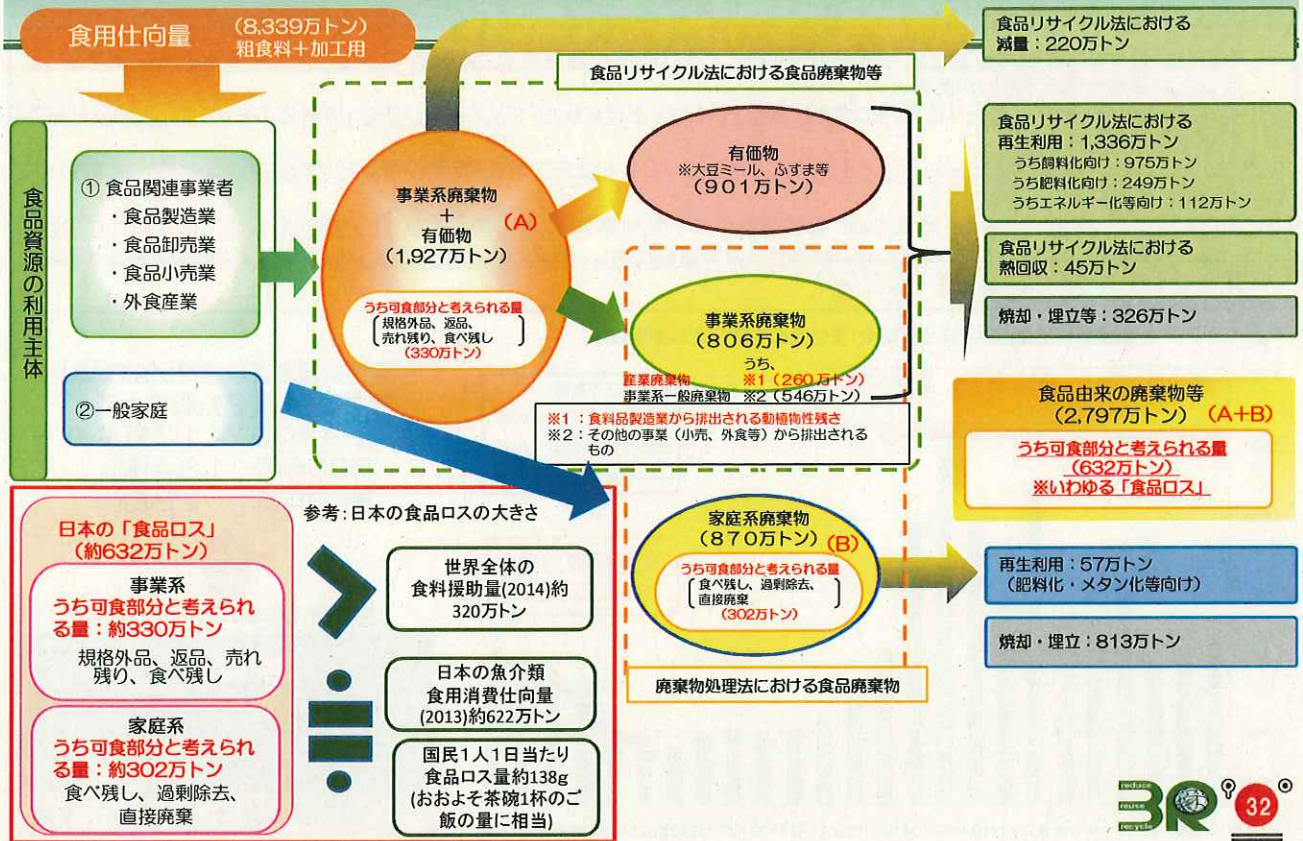 食用仕向量
(8,339万トン)
粗食料＋加工用
食品リサイクル法における
減量：220万トン
食品リサイクル法における食品廃棄物等
食品資源の利用主体
① 食品関連事業者
・食品製造業
・食品卸売業
・食品小売業
・外食産業
②一般家庭
事業系廃棄物
＋
有価物
(1,927万トン)
(A)
うち可食部分と考えられる量
規格外品、返品、
売れ残り、食べ残し
(330万トン)
有価物
※大豆ミール、ふすま等
(901万トン)
事業系廃棄物
(806万トン)
うち、
産業廃棄物 ※1（260万トン）
事業系一般廃棄物 ※2（546万トン）
※1 ：食料品製造業から排出される動植物性残さ
※2：その他の事業（小売、外食等）から排出される
もの
食品リサイクル法における
再生利用：1,336万トン
うち飼料化向け：975万トン
うち肥料化向け：249万トン
うちエネルギー化等向け：112万トン
食品リサイクル法における
熱回収：45万トン
焼却・埋立等：326万トン
食品由来の廃棄物等
(2,797万トン)
(A+B)
うち可食部分と考えられる量
(632万トン)
※いわゆる「食品ロス」
家庭系廃棄物
(870万トン)
(B)
うち可食部分と考えられる量
食べ残し、過剰除去、
直接廃棄
(302万トン)
再生利用：57万トン
（肥料化・メタン化等向け）
焼却・埋立：813万トン
廃棄物処理法における食品廃棄物
日本の「食品ロス」
(約632万トン)
事業系
うち可食部分と考えられ
る量：約330万トン
規格外品、返品、売れ
残り、食べ残し
家庭系
うち可食部分と考えられ
る量：約302万トン
食べ残し、過剰除去、
直接廃棄
参考：日本の食品ロスの大きさ
世界全体の
食料援助量(2014)約
320万トン
日本の魚介類
食用消費仕向量
(2013)約622万トン
国民1人1日当たり
食品ロス量約138g
(おおよそ茶碗1杯のご
飯の量に相当)
reduce
reuse
recycle
3R
32